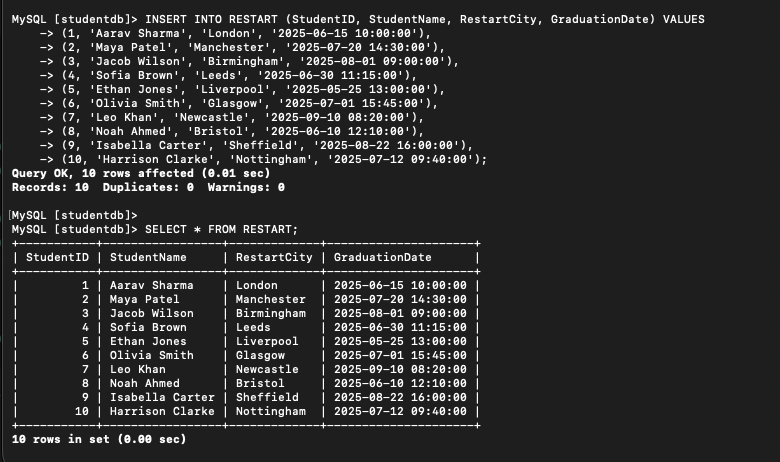 MySQL [studentdb]> INSERT INTO RESTART (StudentID, StudentName, RestartCity, GraduationDate) VALUES
    -> (1, 'Aarav Sharma', 'London', '2025-06-15 10:00:00'),
    -> (2, 'Maya Patel', 'Manchester', '2025-07-20 14:30:00'),
    -> (3, 'Jacob Wilson', 'Birmingham', '2025-08-01 09:00:00'),
    -> (4, 'Sofia Brown', 'Leeds', '2025-06-30 11:15:00'),
    -> (5, 'Ethan Jones', 'Liverpool', '2025-05-25 13:00:00'),
    -> (6, 'Olivia Smith', 'Glasgow', '2025-07-01 15:45:00'),
    -> (7, 'Leo Khan', 'Newcastle', '2025-09-10 08:20:00'),
    -> (8, 'Noah Ahmed', 'Bristol', '2025-06-10 12:10:00'),
    -> (9, 'Isabella Carter', 'Sheffield', '2025-08-22 16:00:00'),
    -> (10, 'Harrison Clarke', 'Nottingham', '2025-07-12 09:40:00');
Query OK, 10 rows affected (0.01 sec)
Records: 10  Duplicates: 0  Warnings: 0

[MySQL [studentdb]>
MySQL [studentdb]> SELECT * FROM RESTART;
+-----------+-----------------+-------------+---------------------+
| StudentID | StudentName     | RestartCity | GraduationDate      |
+-----------+-----------------+-------------+---------------------+
|         1 | Aarav Sharma    | London      | 2025-06-15 10:00:00 |
|         2 | Maya Patel      | Manchester  | 2025-07-20 14:30:00 |
|         3 | Jacob Wilson    | Birmingham  | 2025-08-01 09:00:00 |
|         4 | Sofia Brown     | Leeds       | 2025-06-30 11:15:00 |
|         5 | Ethan Jones     | Liverpool   | 2025-05-25 13:00:00 |
|         6 | Olivia Smith    | Glasgow     | 2025-07-01 15:45:00 |
|         7 | Leo Khan        | Newcastle   | 2025-09-10 08:20:00 |
|         8 | Noah Ahmed      | Bristol     | 2025-06-10 12:10:00 |
|         9 | Isabella Carter | Sheffield   | 2025-08-22 16:00:00 |
|        10 | Harrison Clarke | Nottingham  | 2025-07-12 09:40:00 |
+-----------+-----------------+-------------+---------------------+
10 rows in set (0.00 sec)